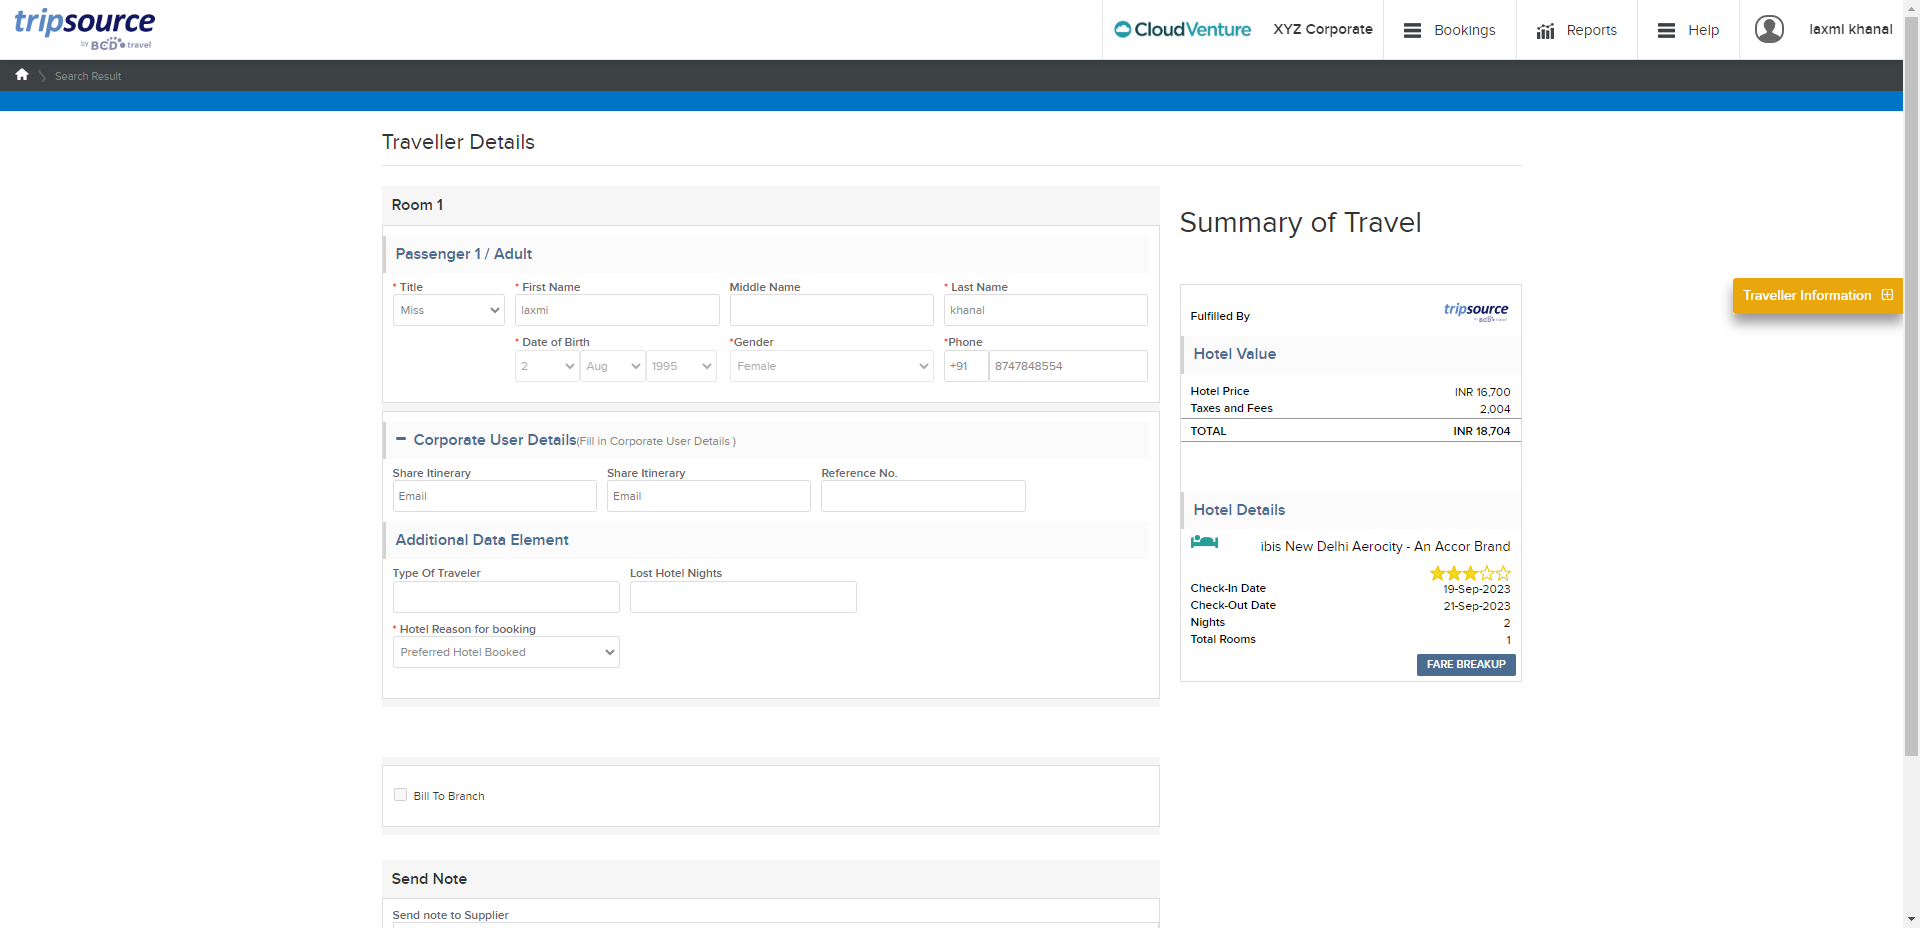 tripsource
by BCD travel
CloudVenture
XYZ Corporate
Bookings
Reports
Help
laxmi khanal
Search Result
Traveller Details
Room 1
Passenger 1 / Adult
* Title
* First Name
Middle Name
* Last Name
Miss
laxmi
khanal
* Date of Birth
*Gender
*Phone
2
Aug
1995
Female
+91
8747848554
Corporate User Details(Fill in Corporate User Details )
Share Itinerary
Share Itinerary
Reference No.
Email
Email
Additional Data Element
Type Of Traveler
Lost Hotel Nights
* Hotel Reason for booking
Preferred Hotel Booked
Bill To Branch
Send Note
Send note to Supplier
Summary of Travel
Fulfilled By
tripsource
by BCD travel
Hotel Value
Hotel Price INR 16,700
Taxes and Fees 2,004
TOTAL INR 18,704
Hotel Details
ibis New Delhi Aerocity - An Accor Brand
Check-In Date 19-Sep-2023
Check-Out Date 21-Sep-2023
Nights 2
Total Rooms 1
FARE BREAKUP
Traveller Information